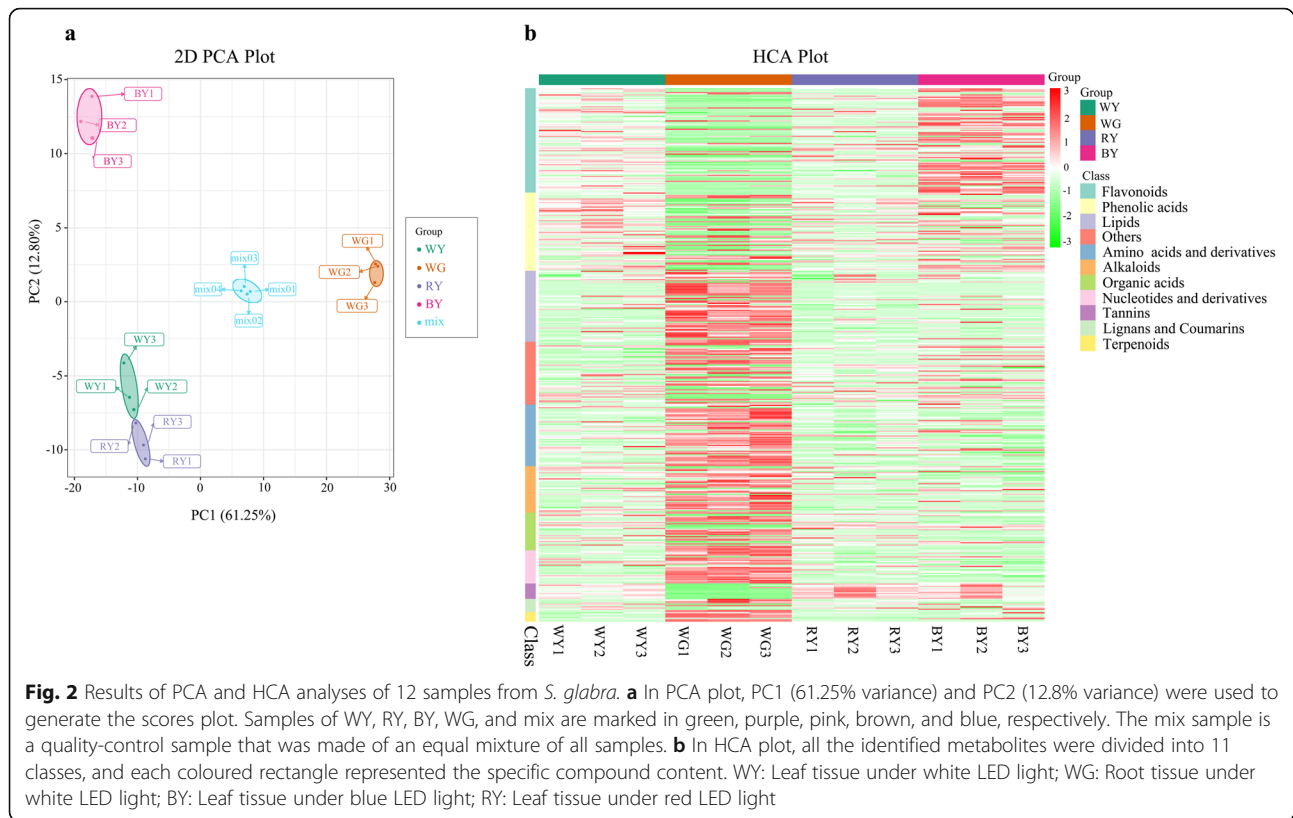 a
2D PCA Plot
15
10
5
0
-5
-10
-20
-10
0
10
20
30
PC2 (12.80%)
PC1 (61.25%)
BY1
BY2
BY3
WG1
WG2
WG3
mix03
mix04
mix01
mix02
WY3
WY1
WY2
RY3
RY2
RY1
Group
WY
WG
RY
BY
mix
b
HCA Plot
Group
3
2
1
0
-1
-2
-3
Group
WY
WG
RY
BY
Class
Flavonoids
Phenolic acids
Lipids
Others
Amino acids and derivatives
Alkaloids
Organic acids
Nucleotides and derivatives
Tannins
Lignans and Coumarins
Terpenoids
Class
WY1
WY2
WY3
WG1
WG2
WG3
RY1
RY2
RY3
BY1
BY2
BY3
Fig. 2 Results of PCA and HCA analyses of 12 samples from S. glabra. a In PCA plot, PC1 (61.25% variance) and PC2 (12.8% variance) were used to
generate the scores plot. Samples of WY, RY, BY, WG, and mix are marked in green, purple, pink, brown, and blue, respectively. The mix sample is
a quality-control sample that was made of an equal mixture of all samples. b In HCA plot, all the identified metabolites were divided into 11
classes, and each coloured rectangle represented the specific compound content. WY: Leaf tissue under white LED light; WG: Root tissue under
white LED light; BY: Leaf tissue under blue LED light; RY: Leaf tissue under red LED light